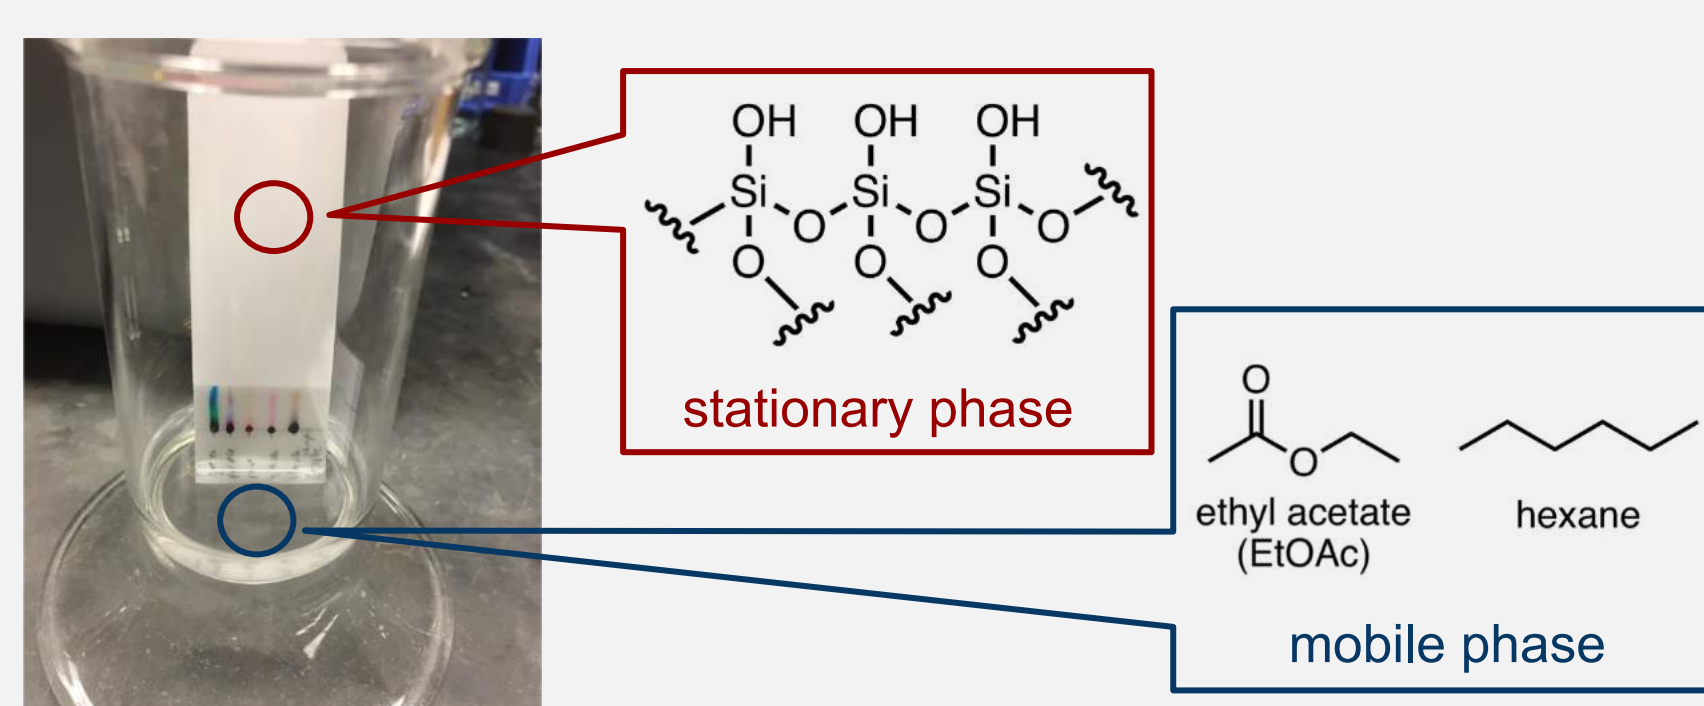 OH OH OH
Si Si Si
O O O
O O O
stationary phase
O
O
ethyl acetate
(EtOAc)
hexane
mobile phase